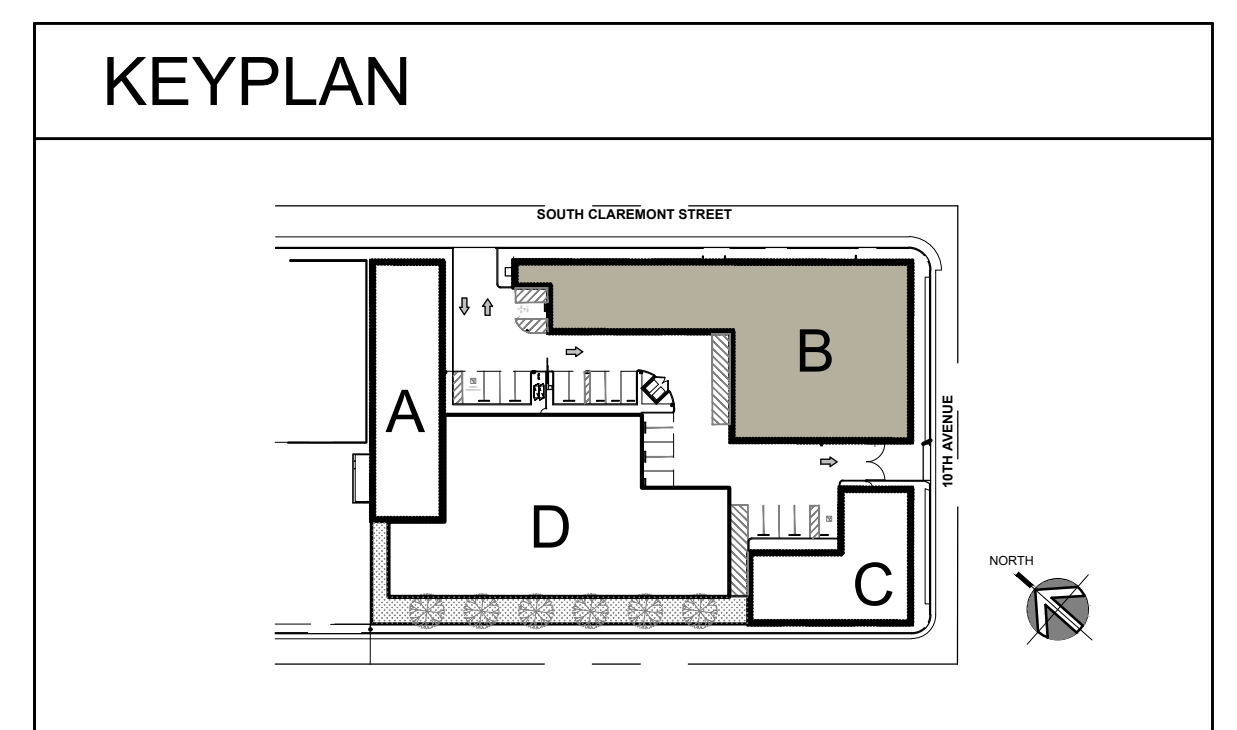 KEYPLAN
SOUTH CLAREMONT STREET
A
B
10TH AVENUE
D
C
NORTH